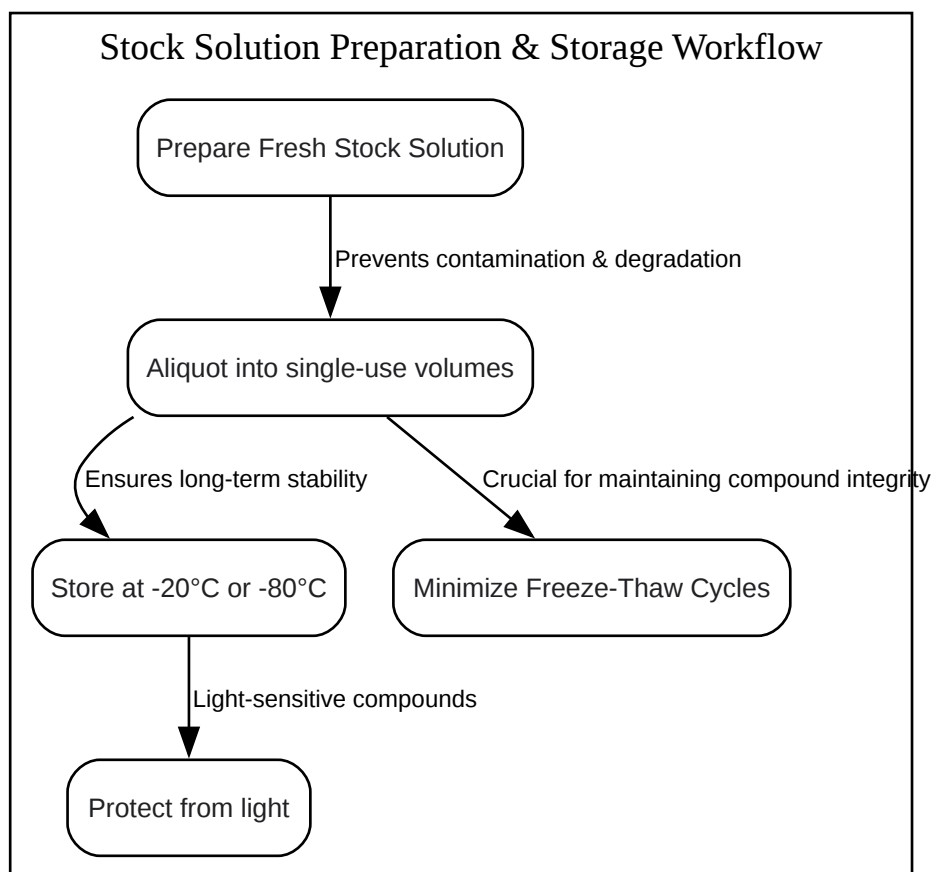 Stock Solution Preparation & Storage Workflow
Prepare Fresh Stock Solution
Prevents contamination & degradation
Aliquot into single-use volumes
Ensures long-term stability
Crucial for maintaining compound integrity
Store at -20°C or -80°C
Minimize Freeze-Thaw Cycles
Light-sensitive compounds
Protect from light